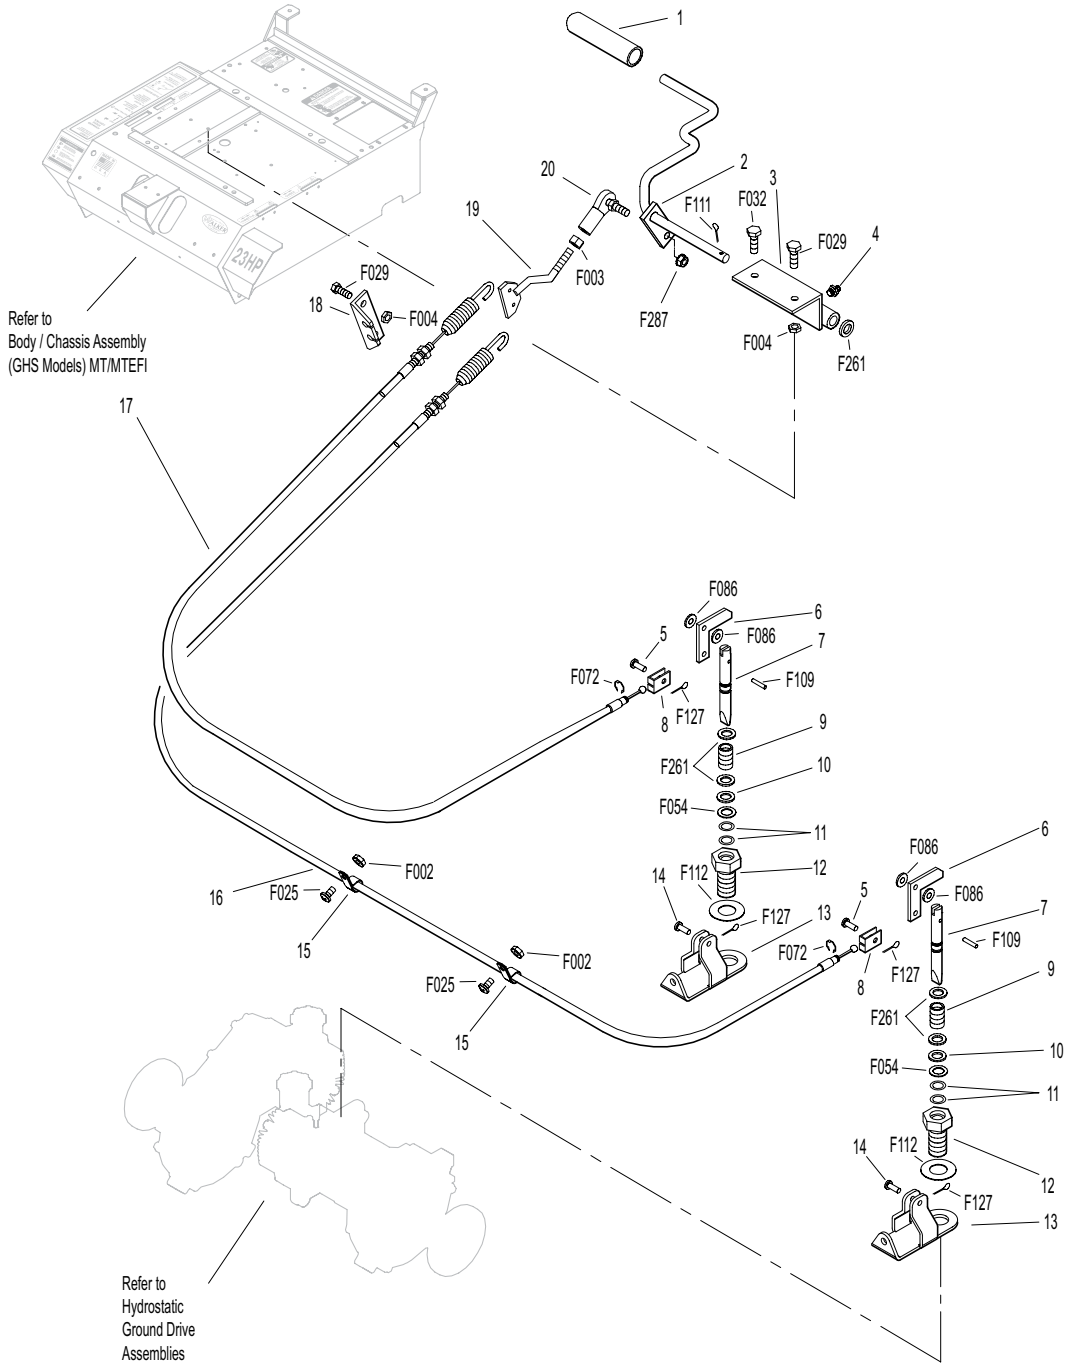 1
2
20
3
F032
F111
19
F029
4
WALKER
23HP
F003
F029
18
F004
F287
F004
F261
Refer to
Body / Chassis Assembly
(GHS Models) MT/MTEFI
17
F086
6
5
F086
7
F072
F109
8
F127
9
F261
10
F054
11
6
F086
F002
12
16
F025
14
F112
5
F086
F127
13
7
15
F072
F109
F002
8
F127
9
F025
F261
15
10
F054
11
F112
14
12
F127
13
Refer to
Hydrostatic
Ground Drive
Assemblies